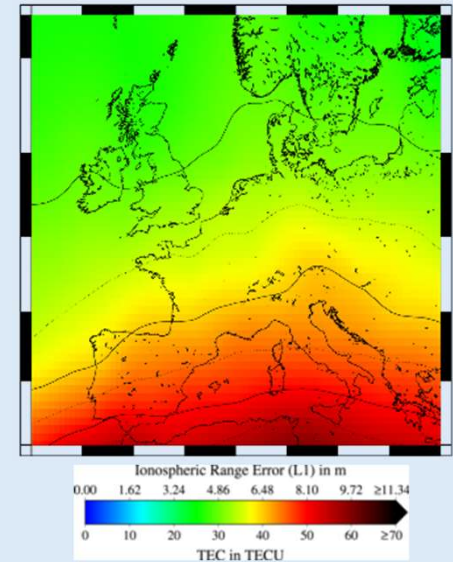 Ionospheric Range Error (L1) in m
0.00 1.62 3.24 4.86 6.48 8.10 9.72 ≥11.34
0 10 20 30 40 50 60 ≥70
TEC in TECU